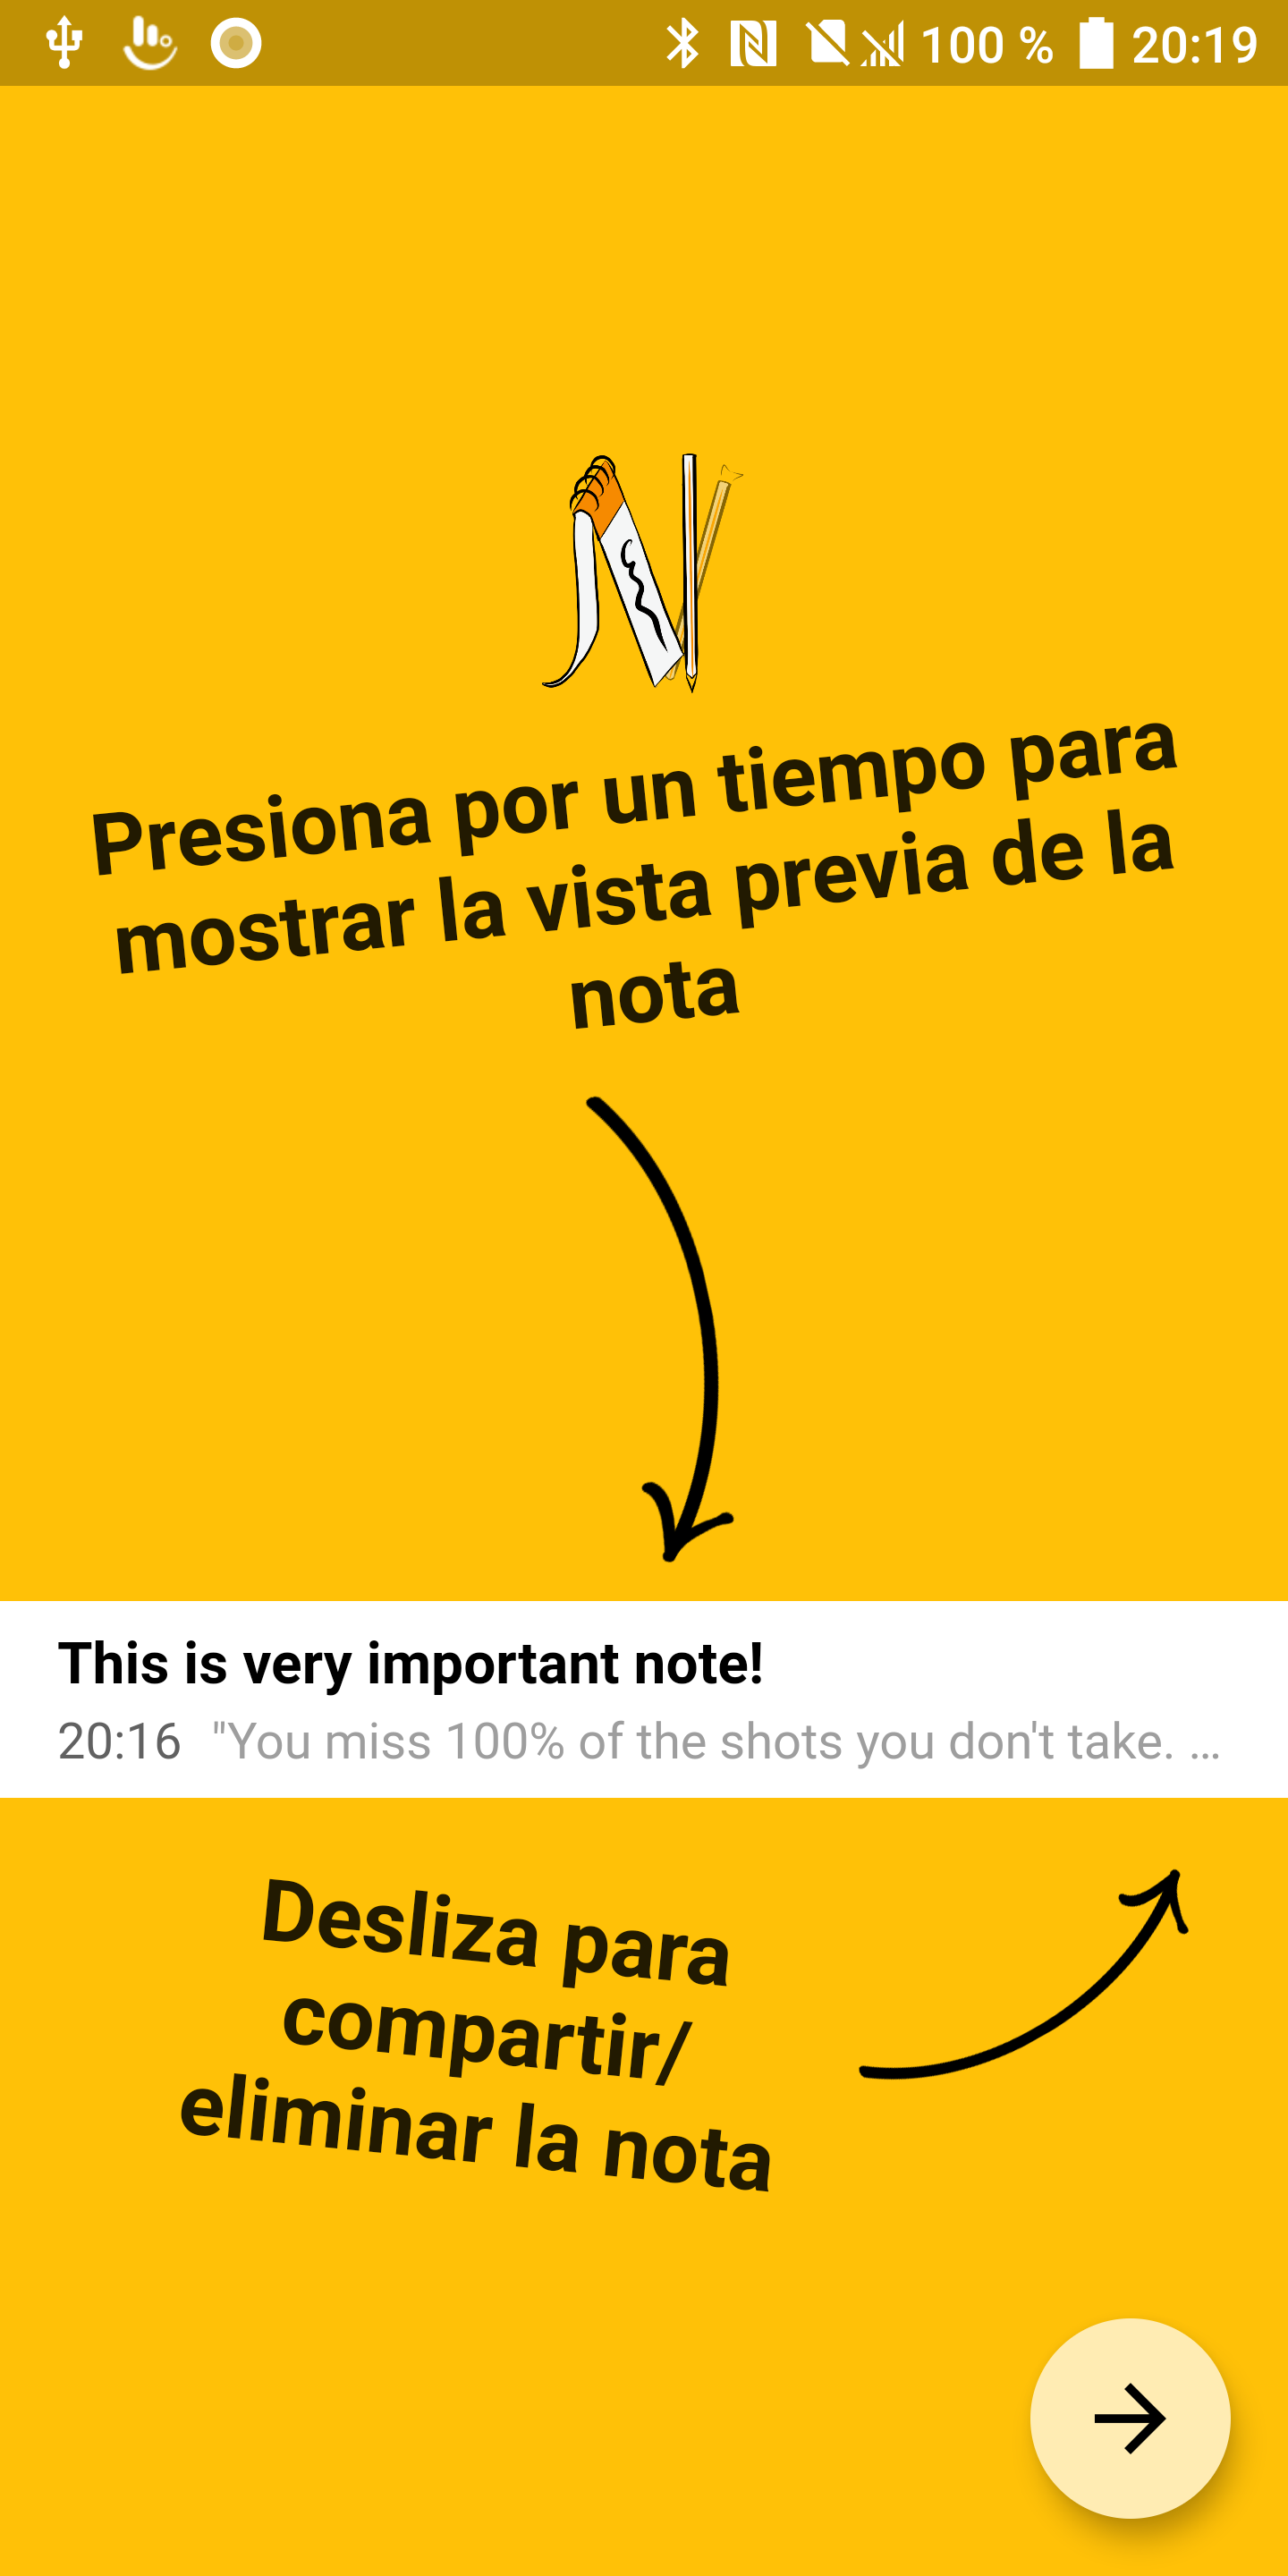 100 % 20:19
Presiona por un tiempo para
mostrar la vista previa de la
nota
This is very important note!
20:16 "You miss 100% of the shots you don't take. ...
Desliza para
compartir/
eliminar la nota